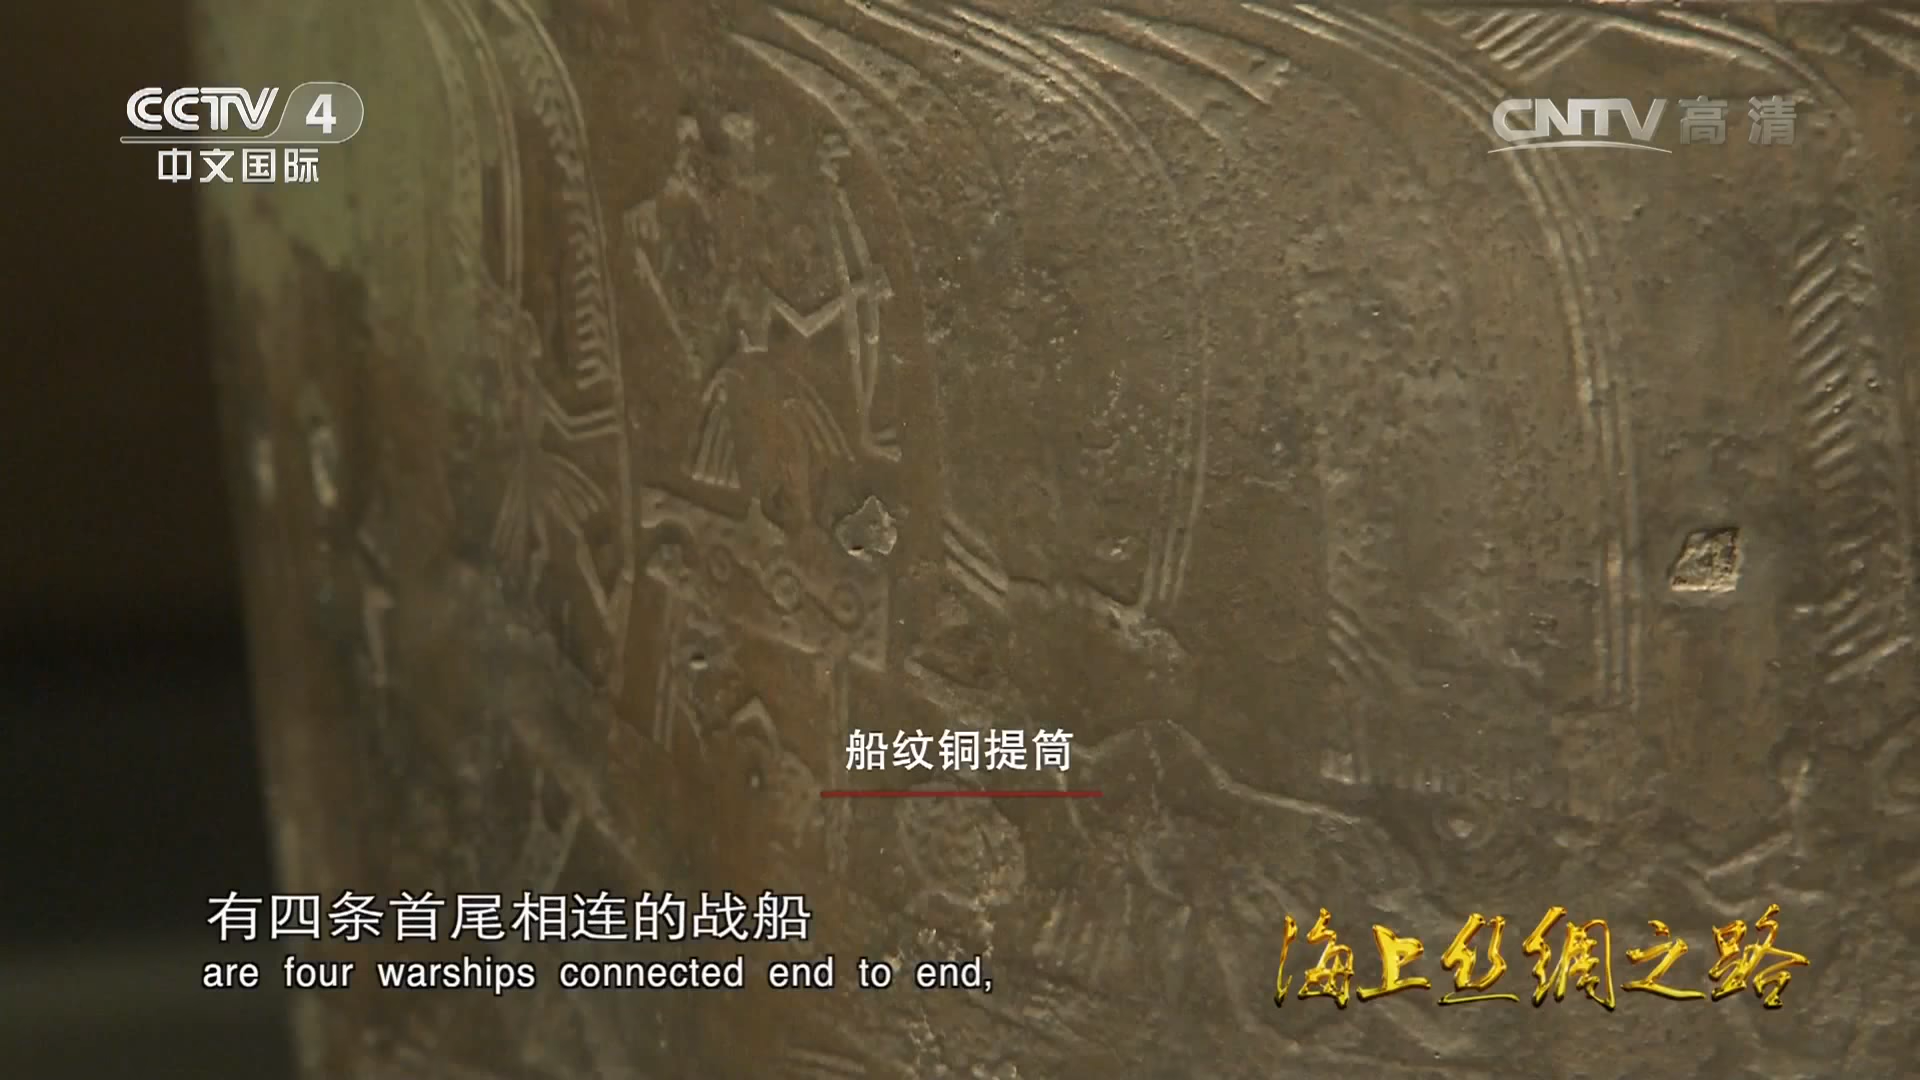 CCTV 4
中文国际
CNTV 高清
船纹铜提筒
有四条首尾相连的战船
are four warships connected end to end,
海上丝绸之路